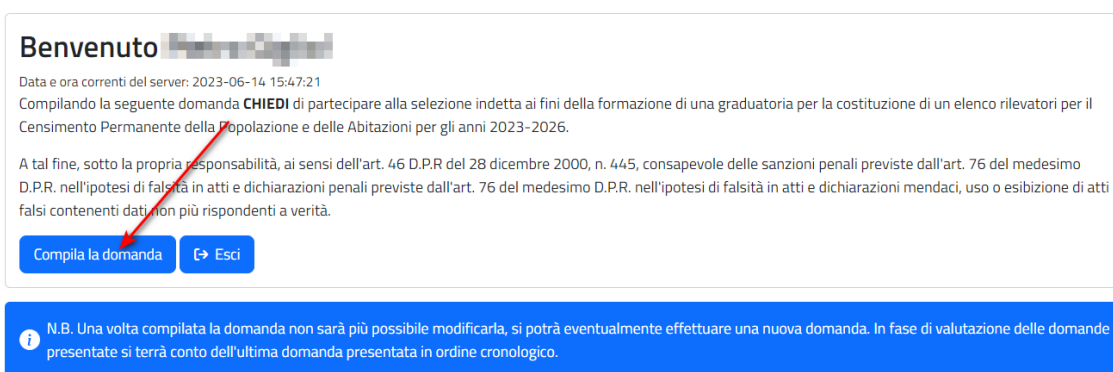 Benvenuto
Data e ora correnti del server: 2023-06-14 15:47:21
Compilando la seguente domanda CHIEDI di partecipare alla selezione indetta ai fini della formazione di una graduatoria per la costituzione di un elenco rilevatori per il
Censimento Permanente della Popolazione e delle Abitazioni per gli anni 2023-2026.
A tal fine, sotto la propria responsabilità, ai sensi dell'art. 46 D.P.R del 28 dicembre 2000, n. 445, consapevole delle sanzioni penali previste dall'art. 76 del medesimo
D.P.R. nell'ipotesi di falsità in atti e dichiarazioni penali previste dall'art. 76 del medesimo D.P.R. nell'ipotesi di falsità in atti e dichiarazioni mendaci, uso o esibizione di atti
falsi contenenti dati non più rispondenti a verità.
Compila la domanda Esci
N.B. Una volta compilata la domanda non sarà più possibile modificarla, si potrà eventualmente effettuare una nuova domanda. In fase di valutazione delle domande
presentate si terrà conto dell'ultima domanda presentata in ordine cronologico.